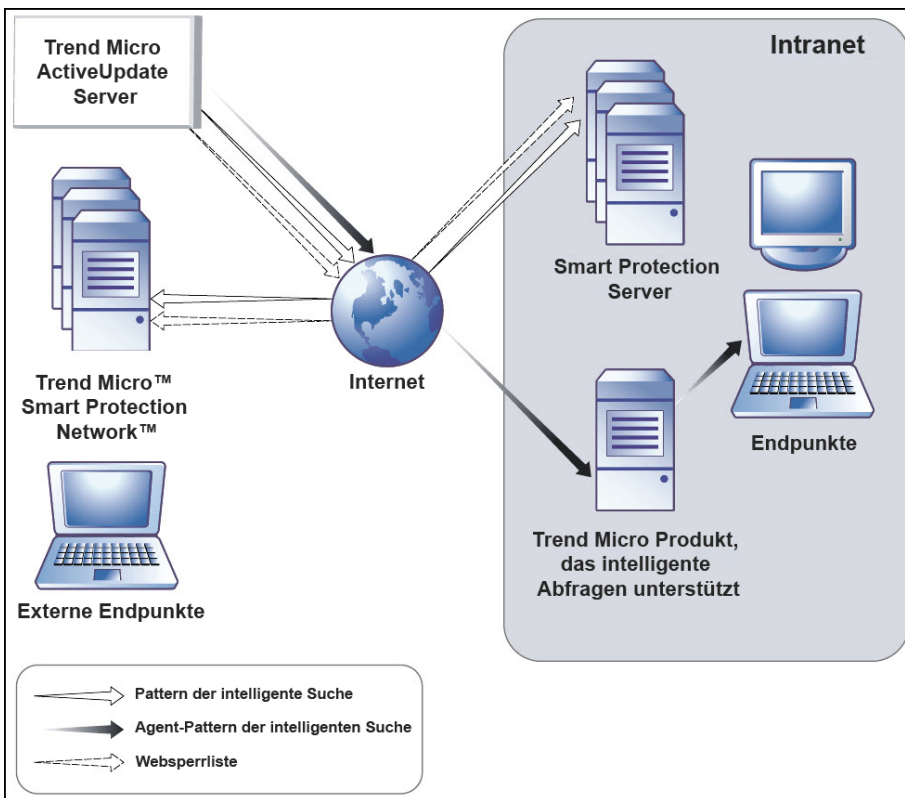 Trend Micro
ActiveUpdate
Server
Intranet
Smart Protection
Server
Internet
Trend Micro™
Smart Protection
Network™
Endpunkte
Trend Micro Produkt,
das intelligente
Abfragen unterstützt
Externe Endpunkte
Pattern der intelligente Suche
Agent-Pattern der intelligenten Suche
Websperrliste